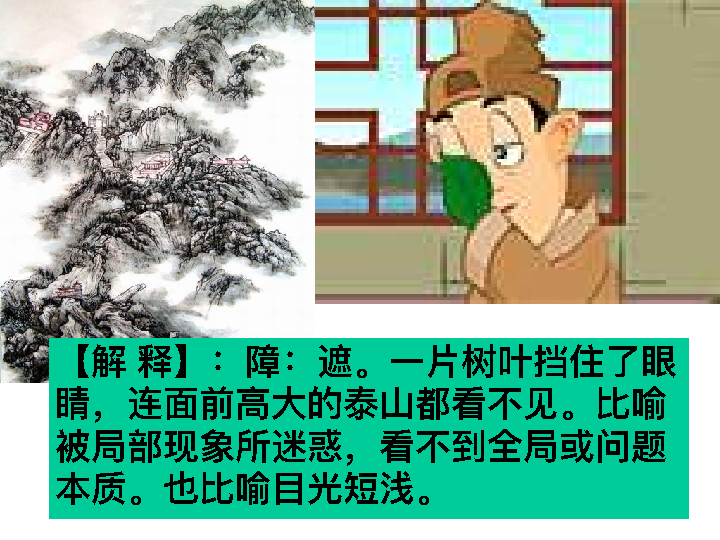 【解 释】：障：遮。一片树叶挡住了眼
睛，连面前高大的泰山都看不见。比喻
被局部现象所迷惑，看不到全局或问题
本质。也比喻目光短浅。